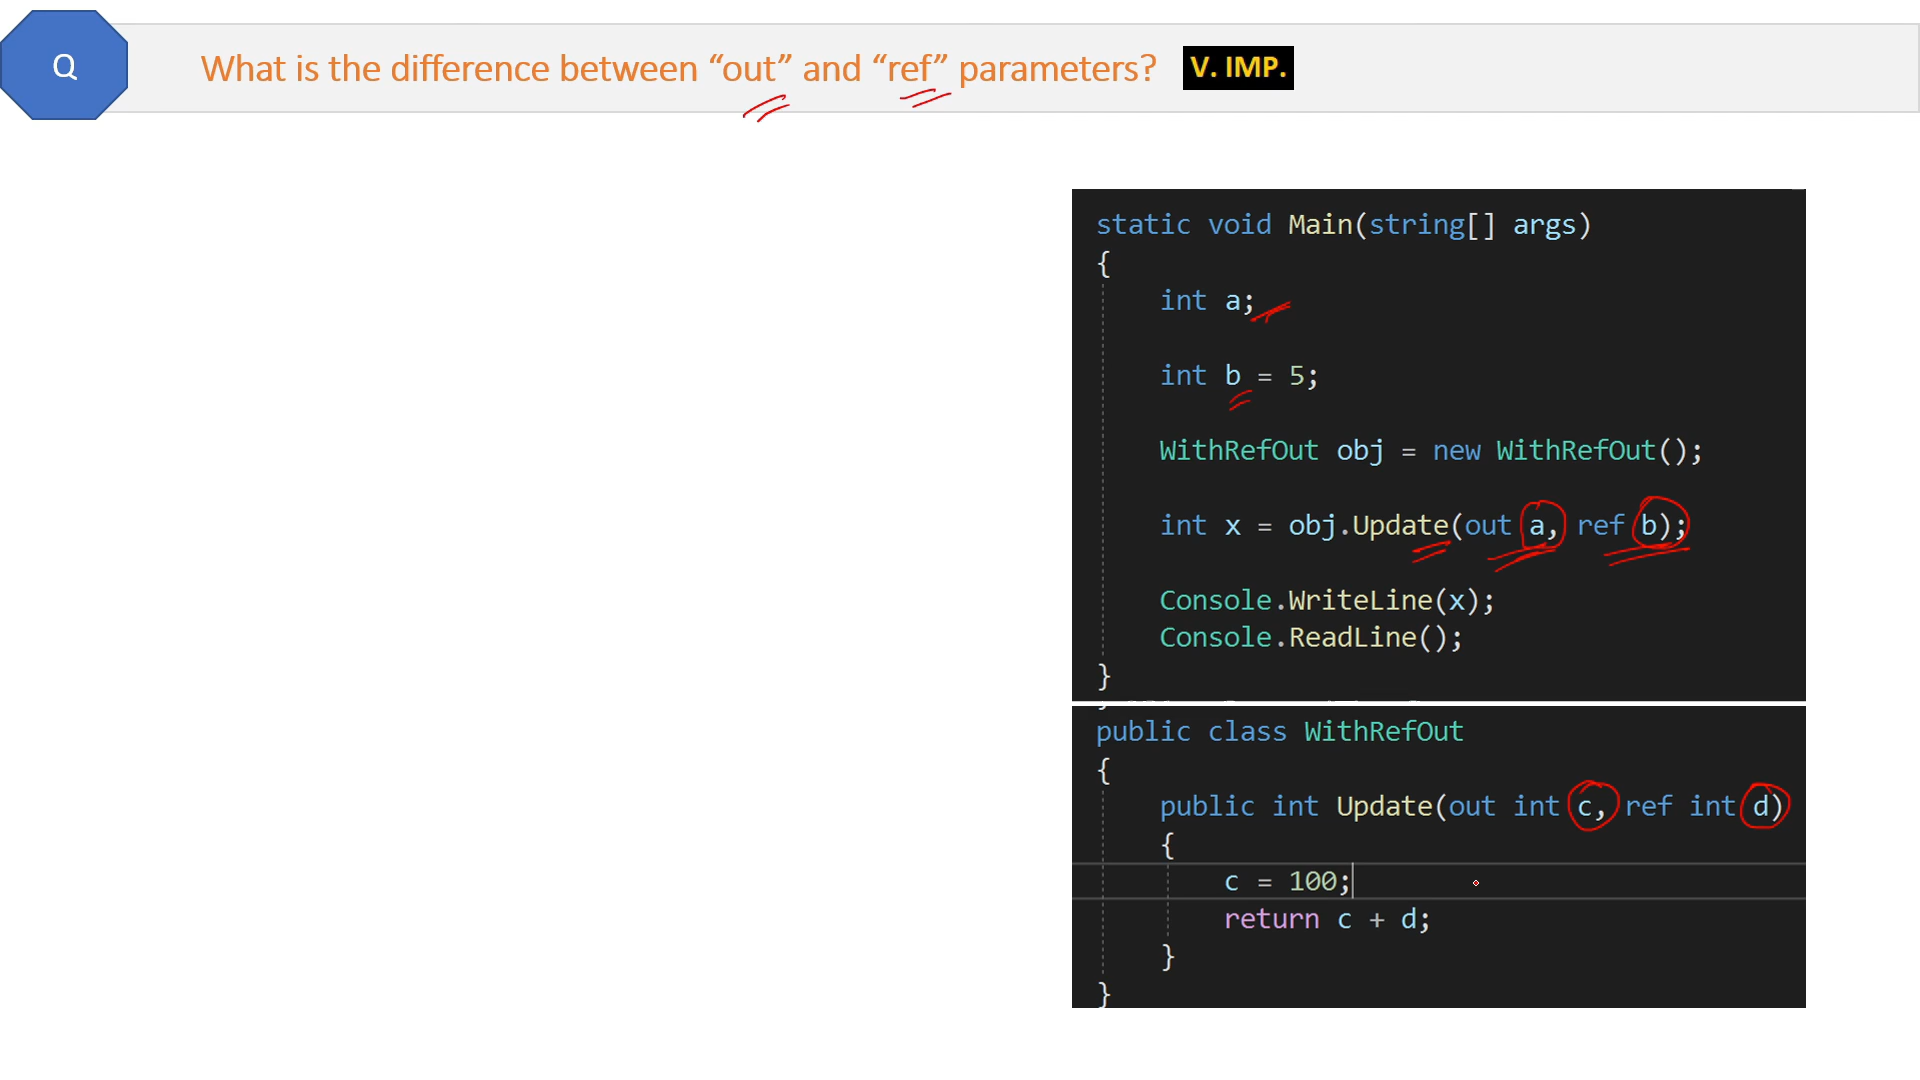 Q
What is the difference between “out” and “ref” parameters?
V. IMP.
static void Main(string[] args)
{
int a;
int b = 5;
WithRefOut obj = new WithRefOut();
int x = obj.Update(out a, ref b);
Console.WriteLine(x);
Console.ReadLine();
}
public class WithRefOut
{
public int Update(out int c, ref int d)
{
c = 100;
return c + d;
}
}